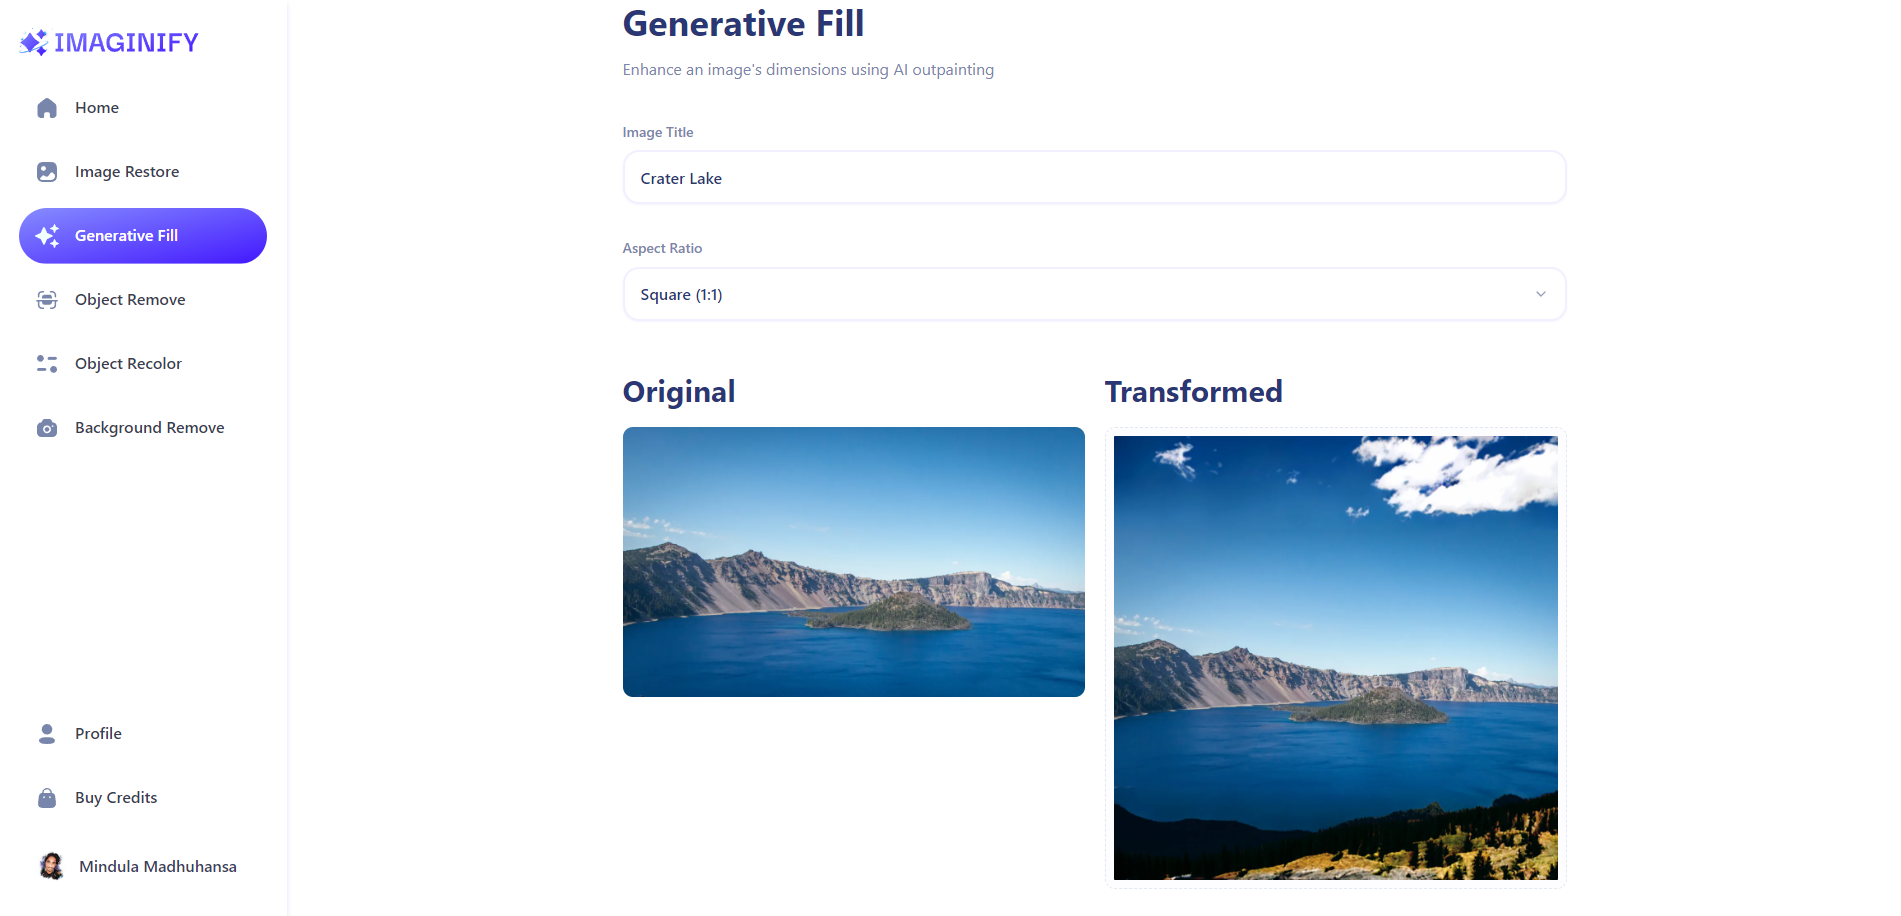 IMAGINIFY
Home
Image Restore
Generative Fill
Object Remove
Object Recolor
Background Remove
Profile
Buy Credits
Mindula Madhuhansa
Generative Fill
Enhance an image's dimensions using AI outpainting
Image Title
Crater Lake
Aspect Ratio
Square (1:1)
Original
Transformed